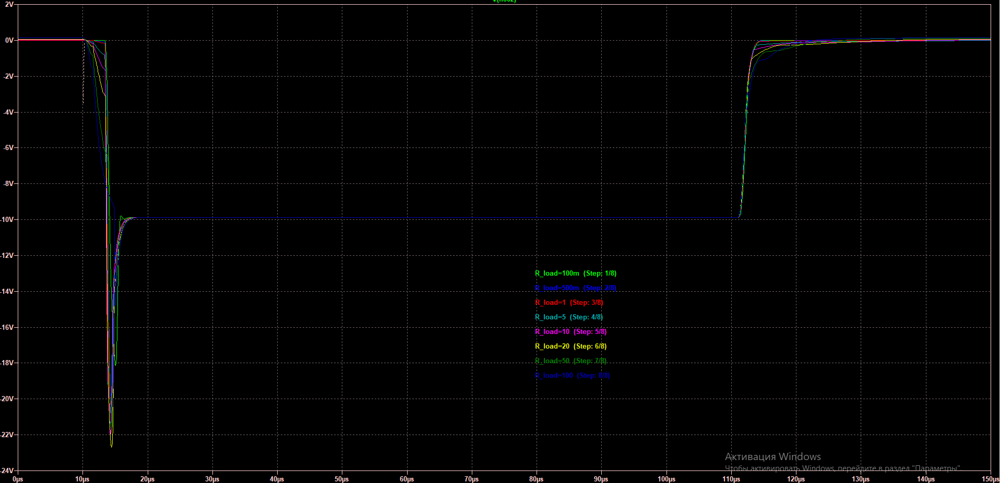 V(n002)
2V
0V
-2V
-4V
-6V
-8V
-10V
-12V
-14V
-16V
-18V
-20V
-22V
-24V
R_load=100m (Step: 1/8)
R_load=500m (Step: 2/8)
R_load=1 (Step: 3/8)
R_load=5 (Step: 4/8)
R_load=10 (Step: 5/8)
R_load=20 (Step: 6/8)
R_load=50 (Step: 7/8)
R_load=100 (Step: 8/8)
Активация Windows
Чтобы активировать Windows, перейдите в раздел "Параметры".
0µs 10µs 20µs 30µs 40µs 50µs 60µs 70µs 80µs 90µs 100µs 110µs 120µs 130µs 140µs 150µs